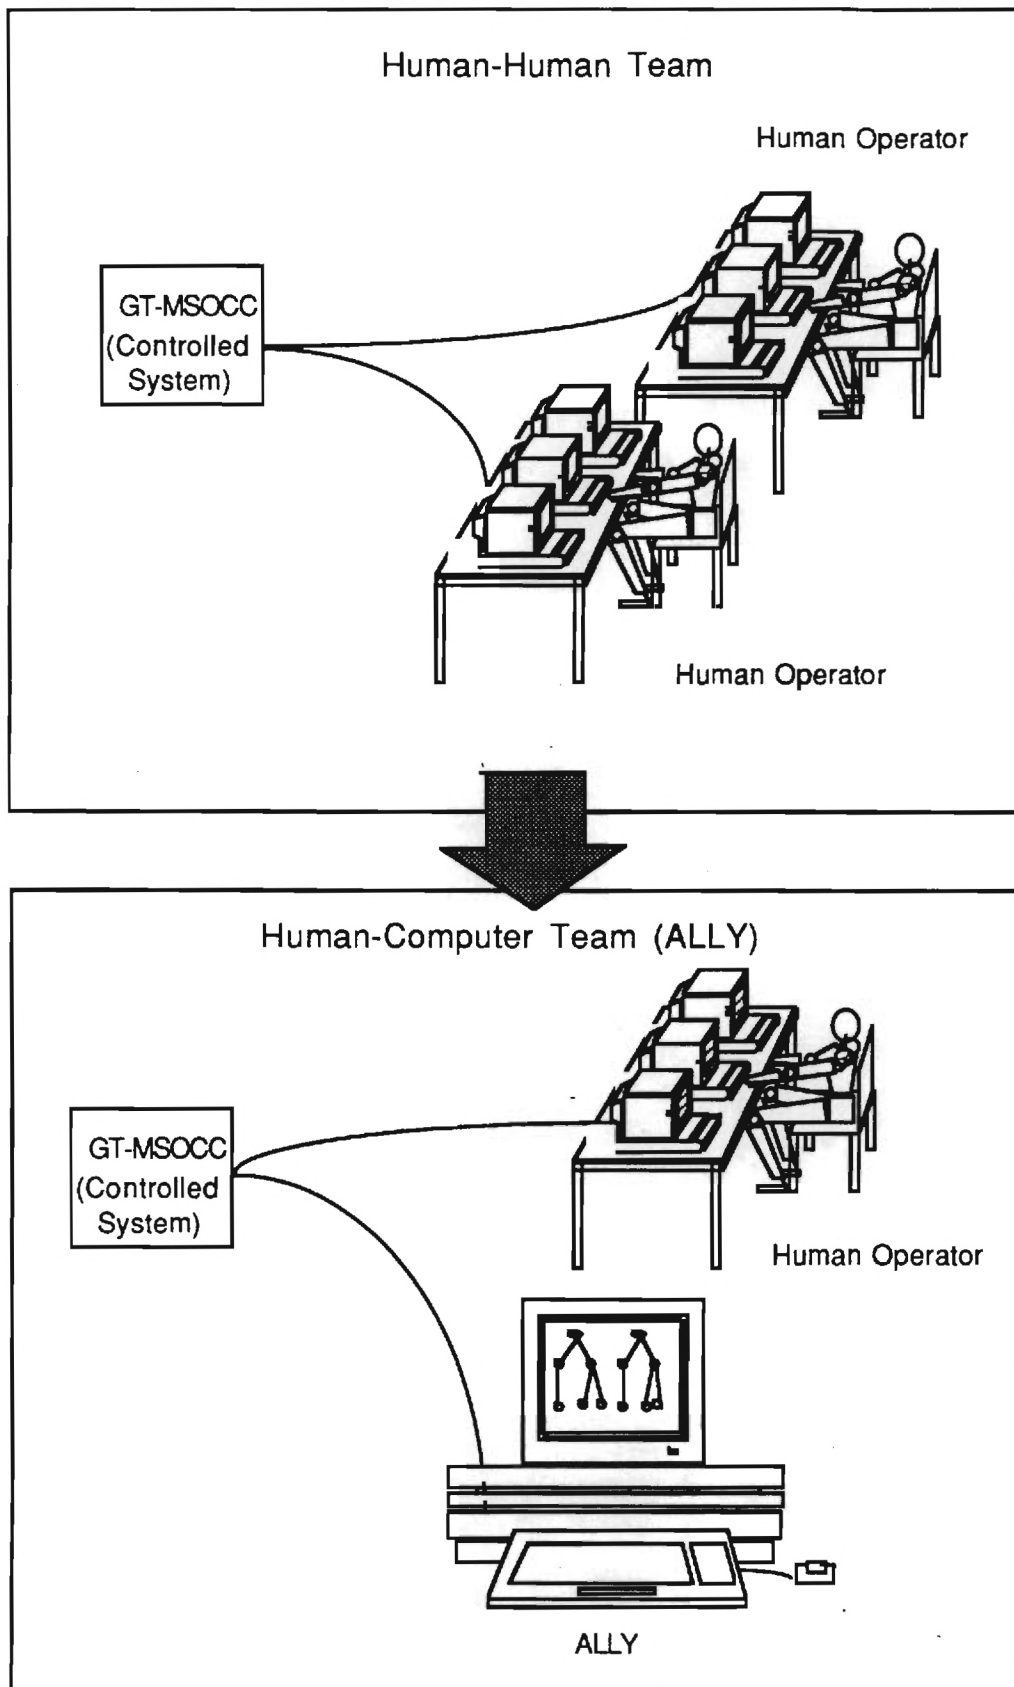 Human-Human Team
Human Operator
GT-MSOCC
(Controlled
System)
Human Operator
Human-Computer Team (ALLY)
GT-MSOCC
(Controlled
System)
Human Operator
ALLY